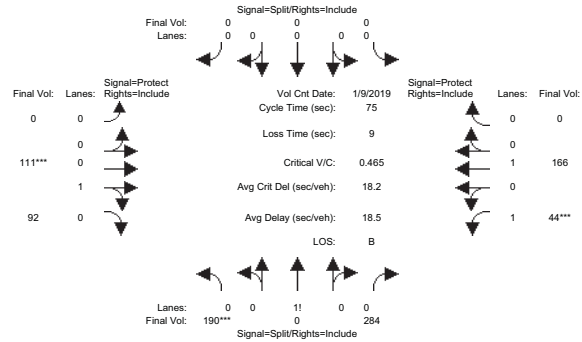 Signal=Split/Rights=Include
Final Vol: 0 0 0
Lanes: 0 0 0 0 0
Signal=Protect Signal=Protect
Final Vol: Lanes: Rights=Include Vol Cnt Date: 1/9/2019 Rights=Include Lanes: Final Vol:
Cycle Time (sec): 75
0 0 0 0
Loss Time (sec): 9
0 0
111*** 0 Critical V/C: 0.465 1 166
1 Avg Crit Del (sec/veh): 18.2 0
92 0 Avg Delay (sec/veh): 18.5 1 44***
LOS: B
Lanes: 0 0 1! 0 0
Final Vol: 190*** 0 284
Signal=Split/Rights=Include